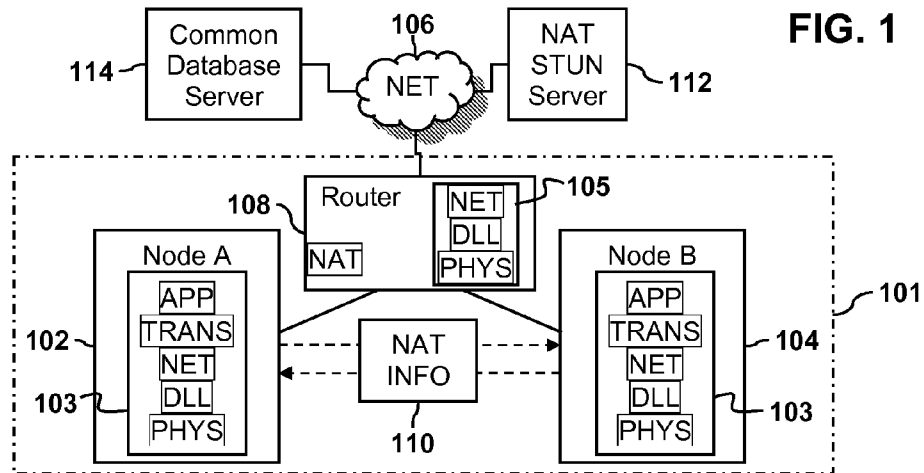 FIG. 1
106
114
Common
Database
Server
NET
NAT
STUN
Server
112
108
Router
NAT
NET
DLL
PHYS
105
101
102
Node A
APP
TRANS
NET
DLL
PHYS
103
NAT
INFO
110
Node B
APP
TRANS
NET
DLL
PHYS
104
103